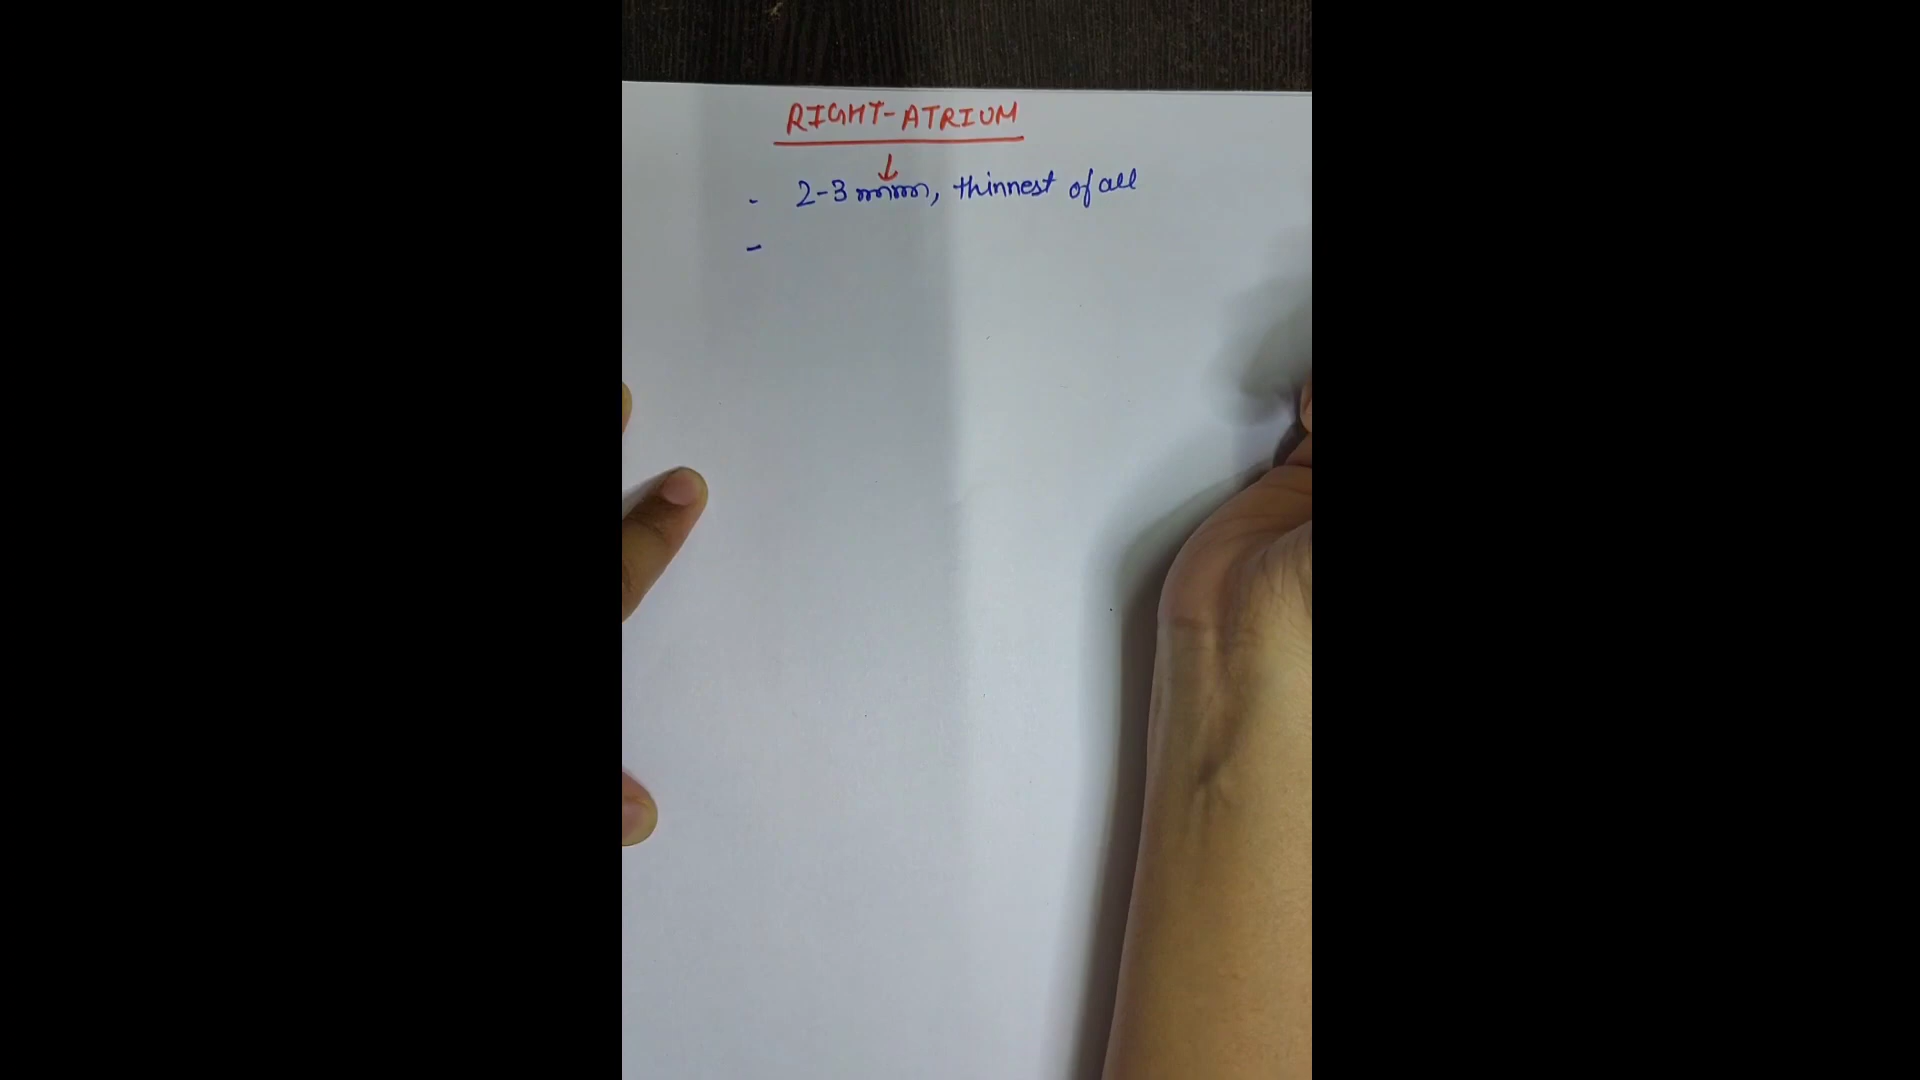 RIGHT-ATRIUM
↓
- 2-3 mm, thinnest of all
-